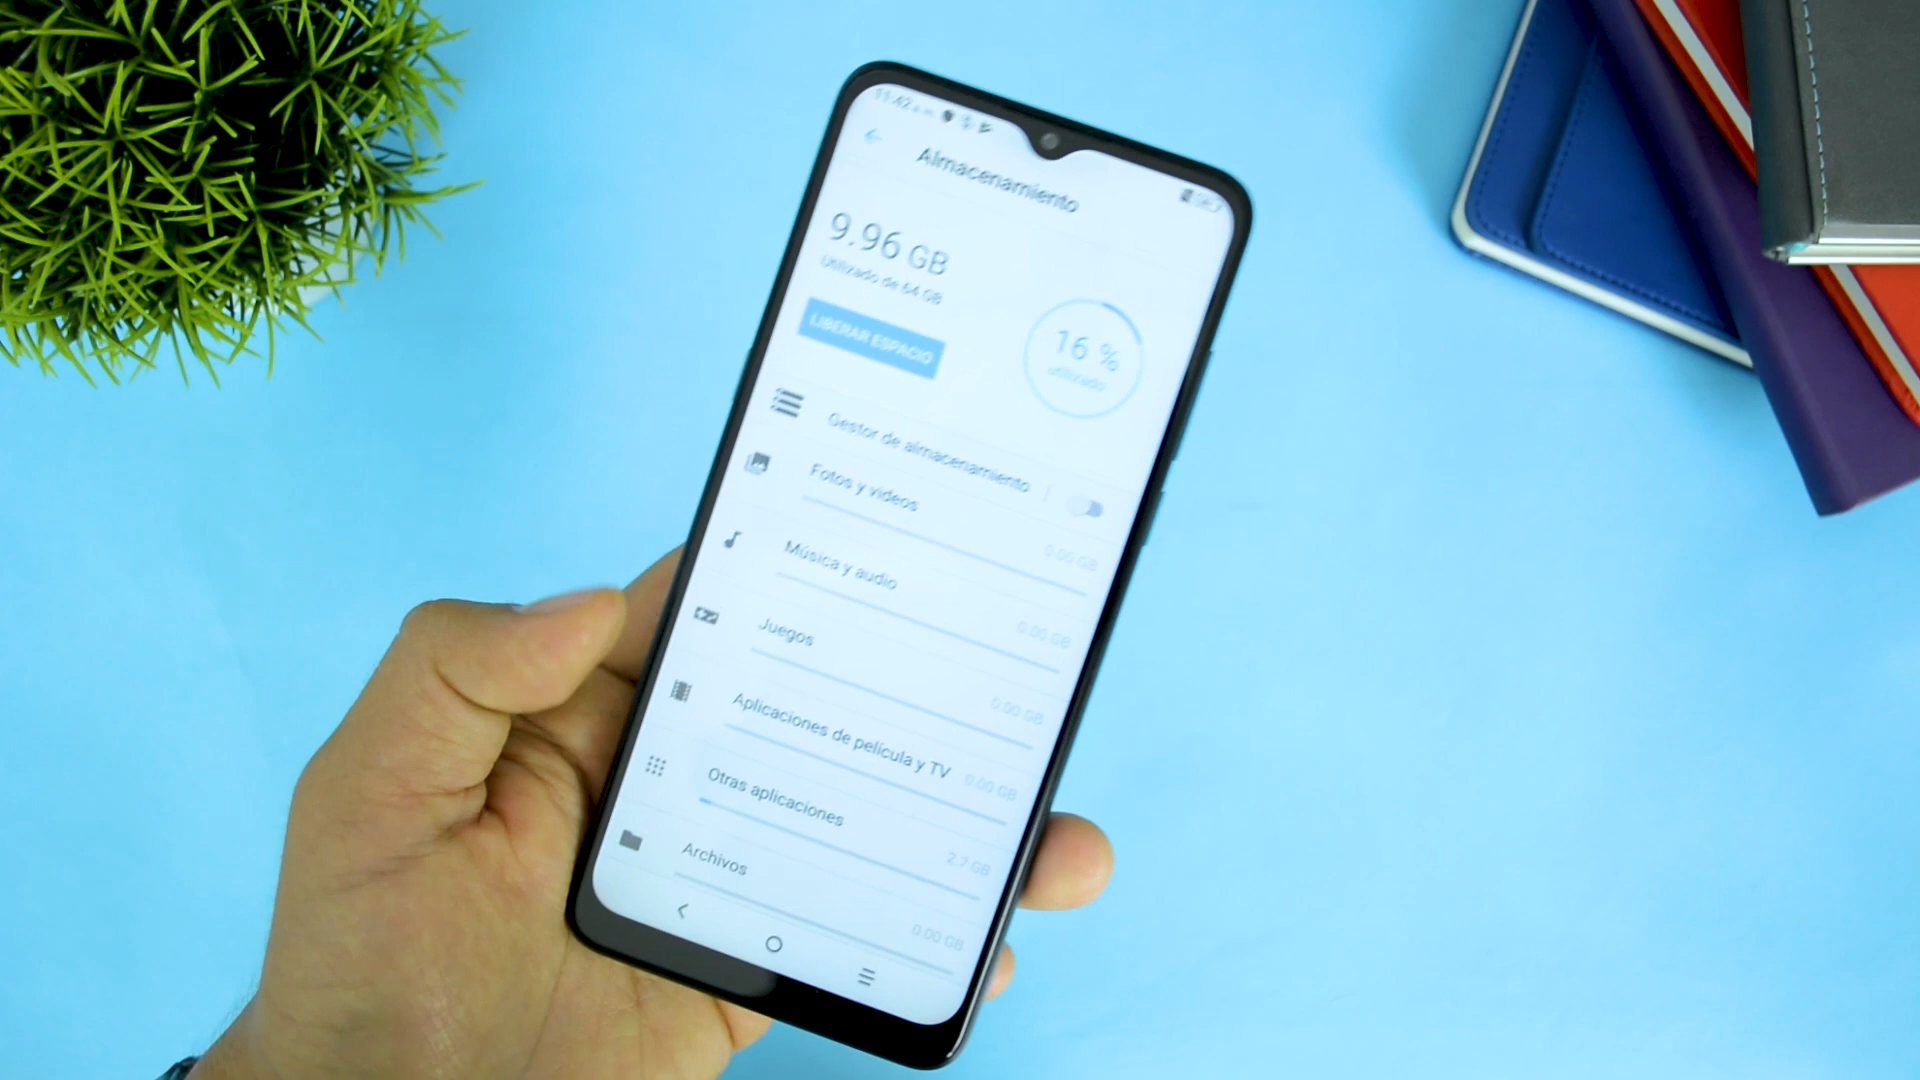 11:42 a. m.
Almacenamiento
9.96 GB
Utilizado de 64 GB
LIBERAR ESPACIO
16 %
utilizado
Gestor de almacenamiento
Fotos y videos
0.00 GB
Música y audio
0.00 GB
Juegos
0.00 GB
Aplicaciones de película y TV
0.00 GB
Otras aplicaciones
2.7 GB
Archivos
0.00 GB